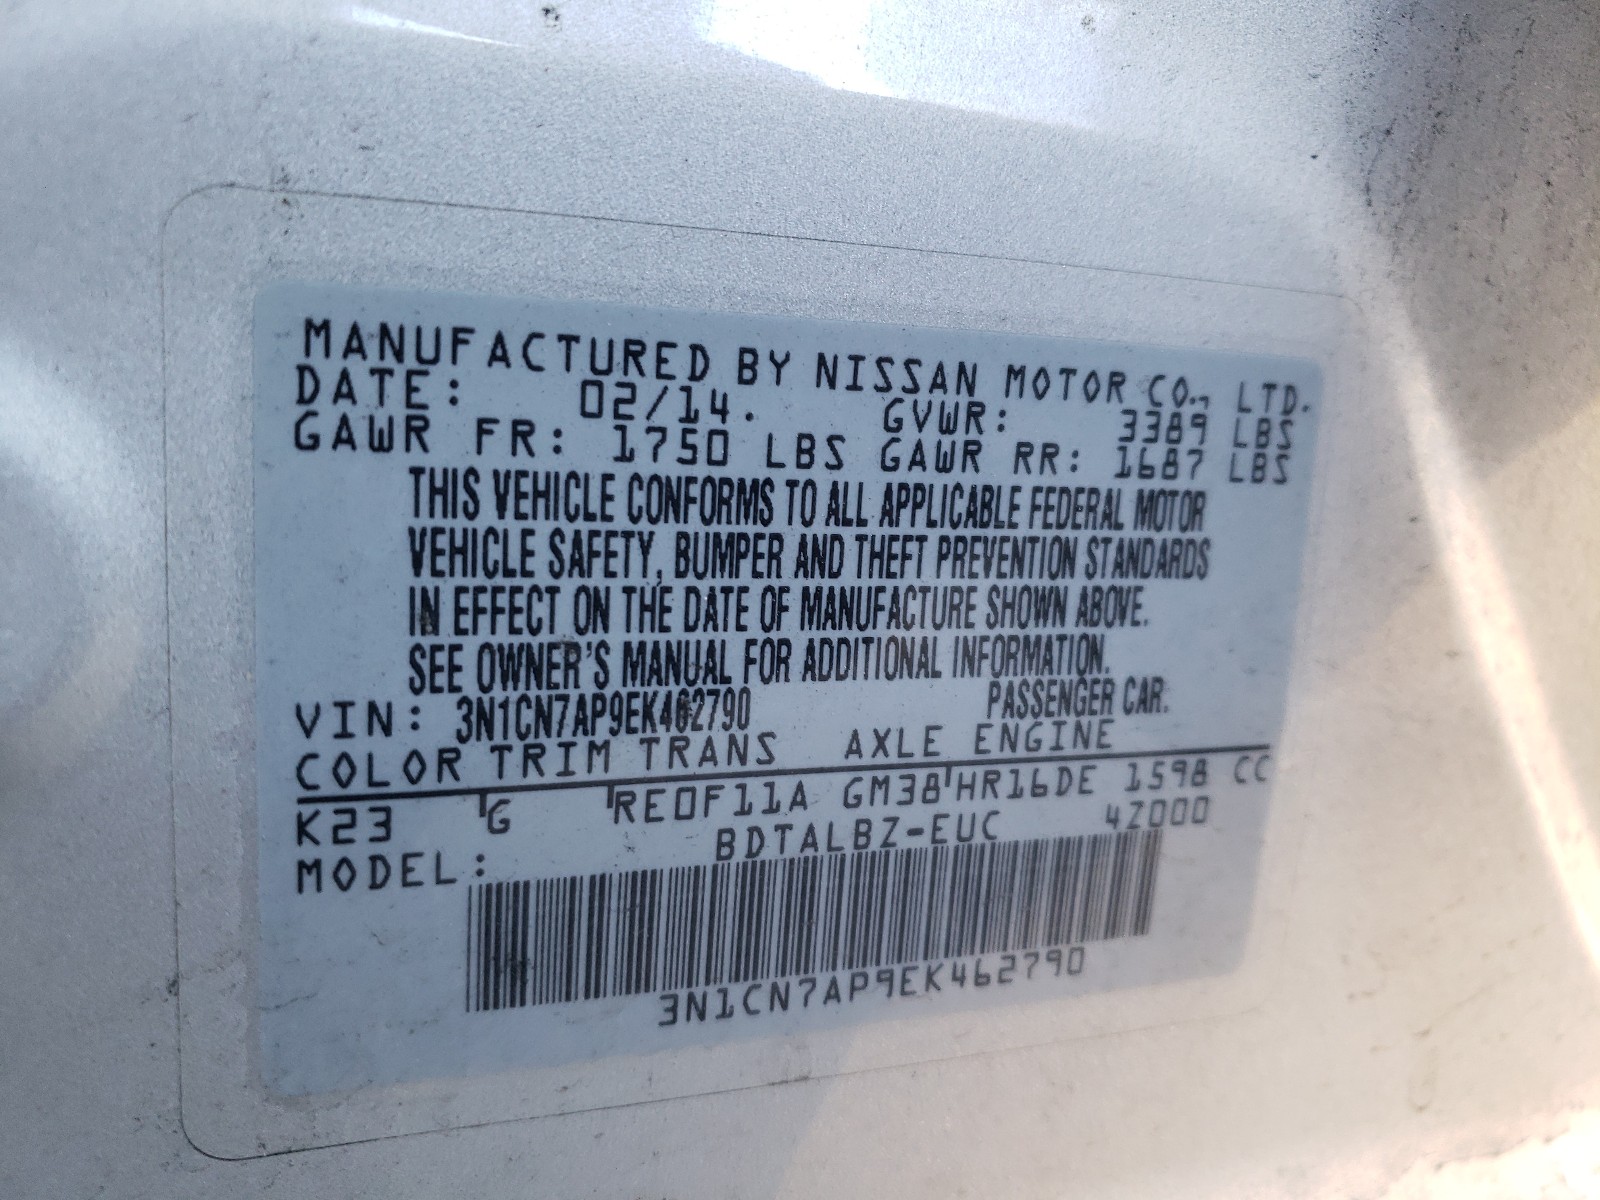 MANUFACTURED BY NISSAN MOTOR CO., LTD.
DATE: 02/14. GVWR: 3389 LBS
GAWR FR: 1750 LBS GAWR RR: 1687 LBS
THIS VEHICLE CONFORMS TO ALL APPLICABLE FEDERAL MOTOR
VEHICLE SAFETY, BUMPER AND THEFT PREVENTION STANDARDS
IN EFFECT ON THE DATE OF MANUFACTURE SHOWN ABOVE.
SEE OWNER'S MANUAL FOR ADDITIONAL INFORMATION.
VIN: 3N1CN7AP9EK462790 PASSENGER CAR.
COLOR TRIM TRANS AXLE ENGINE
K23 G RE0F11A GM38 HR16DE 1598 CC
MODEL: BDTALBZ-EUC 4Z000
3N1CN7AP9EK462790